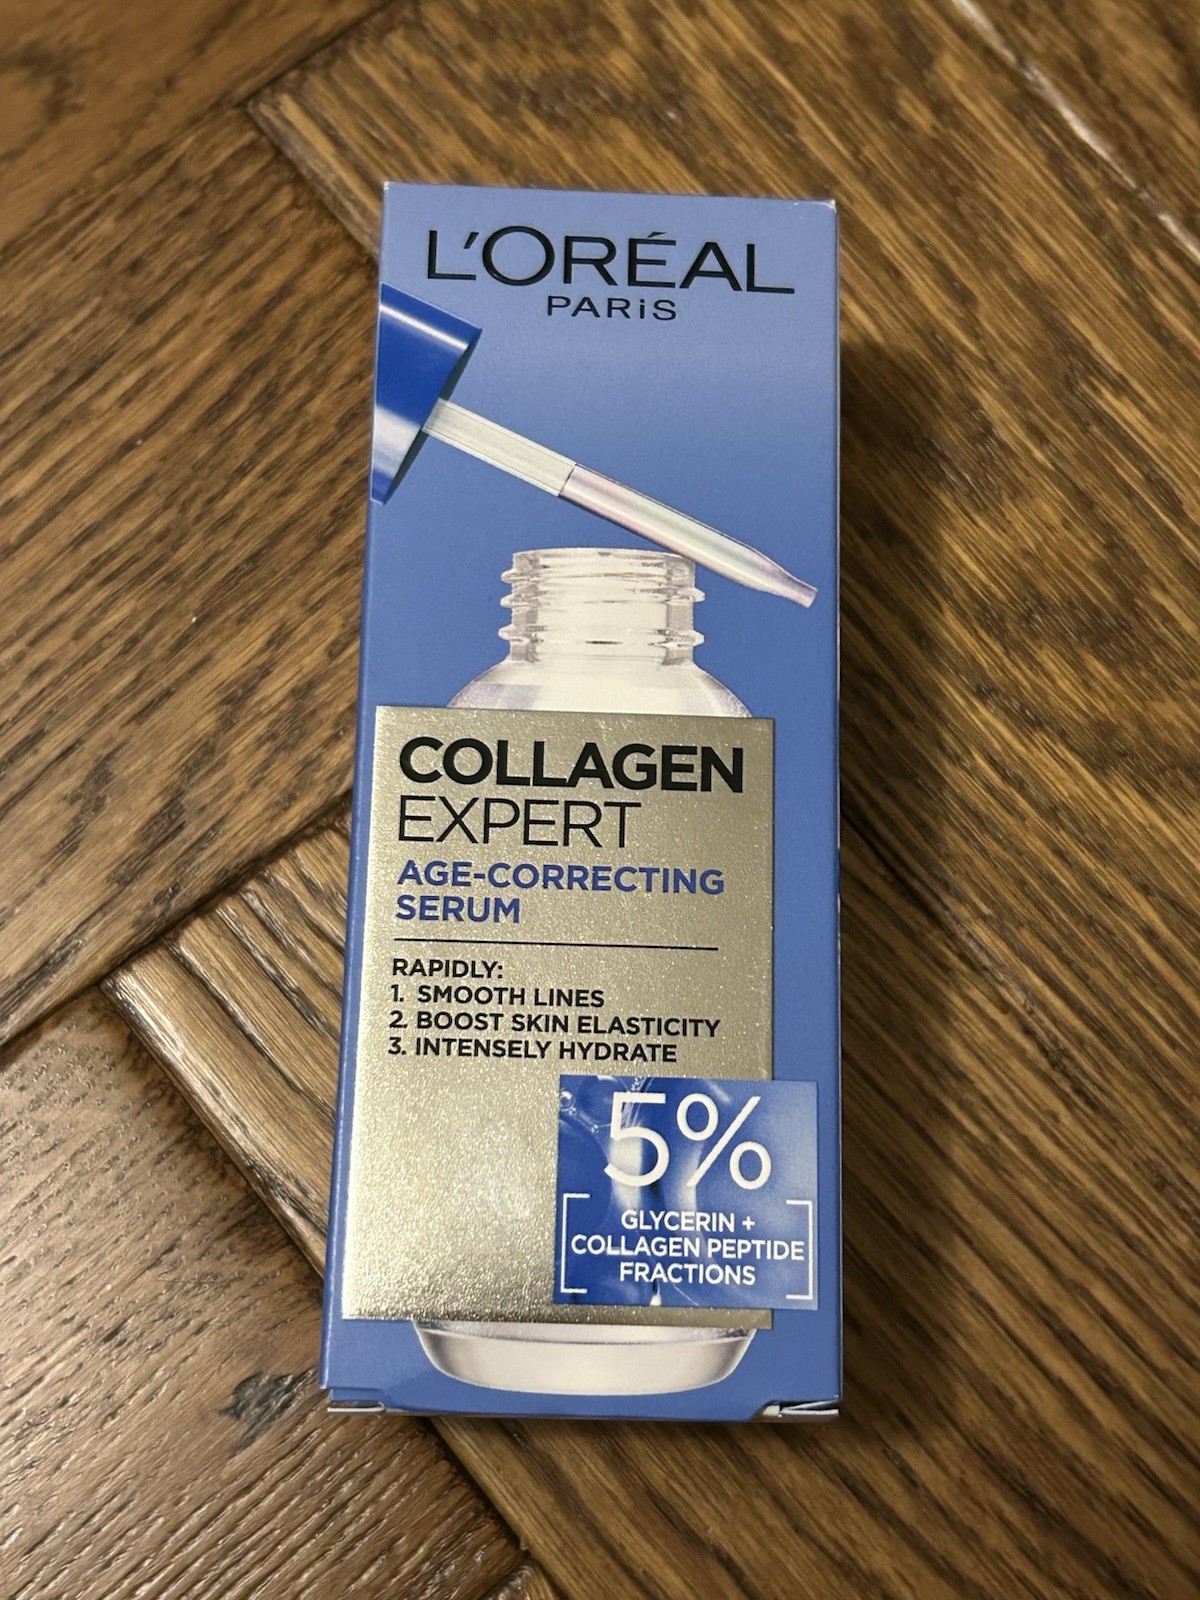 L'ORÉAL
PARiS
COLLAGEN
EXPERT
AGE-CORRECTING
SERUM
RAPIDLY:
1. SMOOTH LINES
2. BOOST SKIN ELASTICITY
3. INTENSELY HYDRATE
5%
GLYCERIN +
COLLAGEN PEPTIDE
FRACTIONS